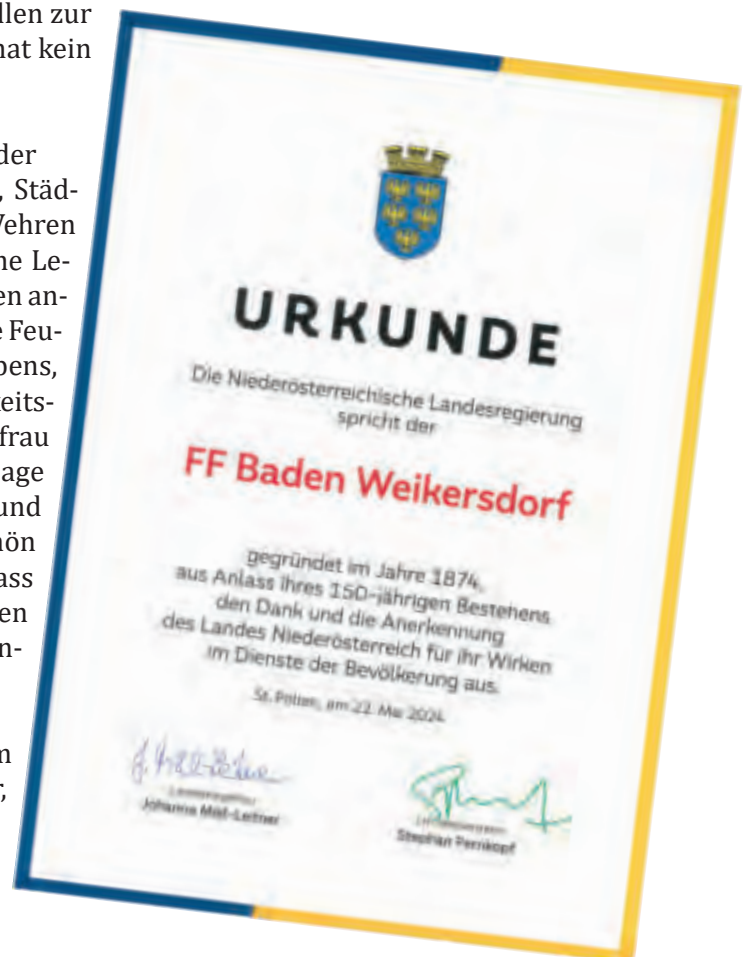 llen zur
nat kein
der
, Städ-
Wehren
ne Le-
en an-
e Feu-
bens,
keits-
frau
age
und
hön
ass
en
n-
n
,
URKUNDE
Die Niederösterreichische Landesregierung
spricht der
FF Baden Weikersdorf
gegründet im Jahre 1874,
aus Anlass ihres 150-jährigen Bestehens
den Dank und die Anerkennung
des Landes Niederösterreich für ihr Wirken
im Dienste der Bevölkerung aus.
St. Pölten, am 22. Mai 2024
Johanna Mikl-Leitner
Stephan Pernkopf